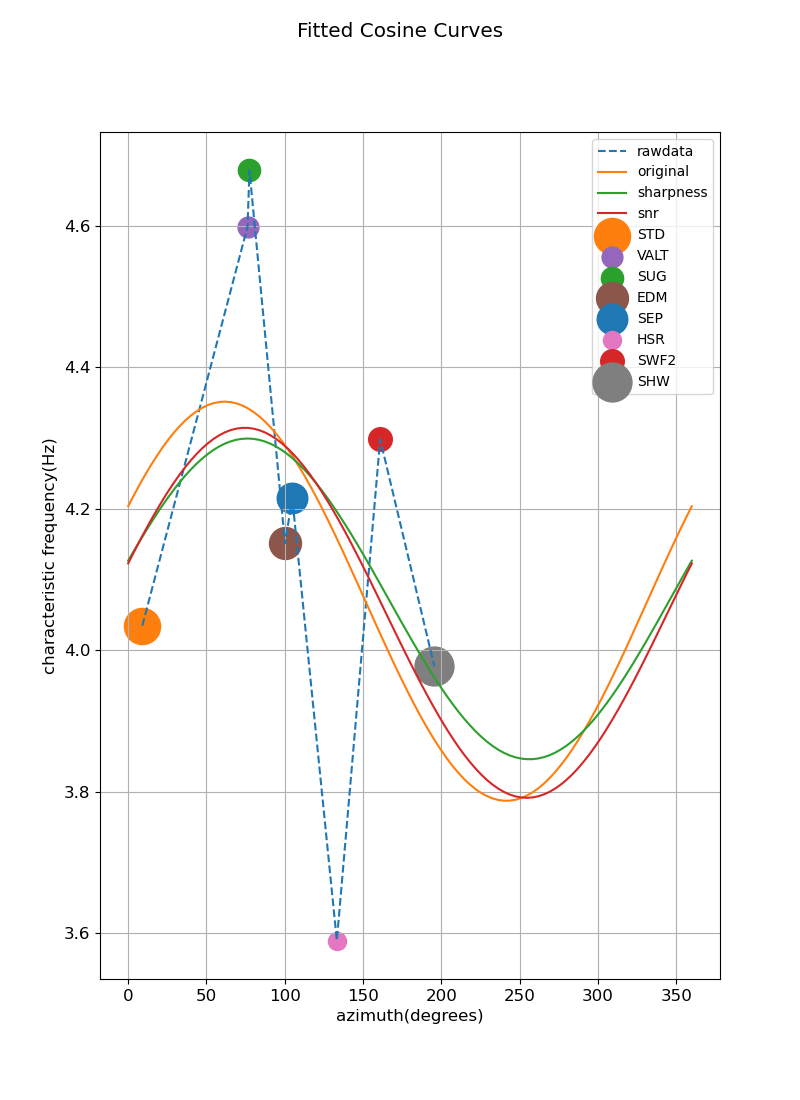 Fitted Cosine Curves
rawdata
original
sharpness
snr
STD
VALT
SUG
EDM
SEP
HSR
SWF2
SHW
characteristic frequency(Hz)
4.6
4.4
4.2
4.0
3.8
3.6
0 50 100 150 200 250 300 350
azimuth(degrees)